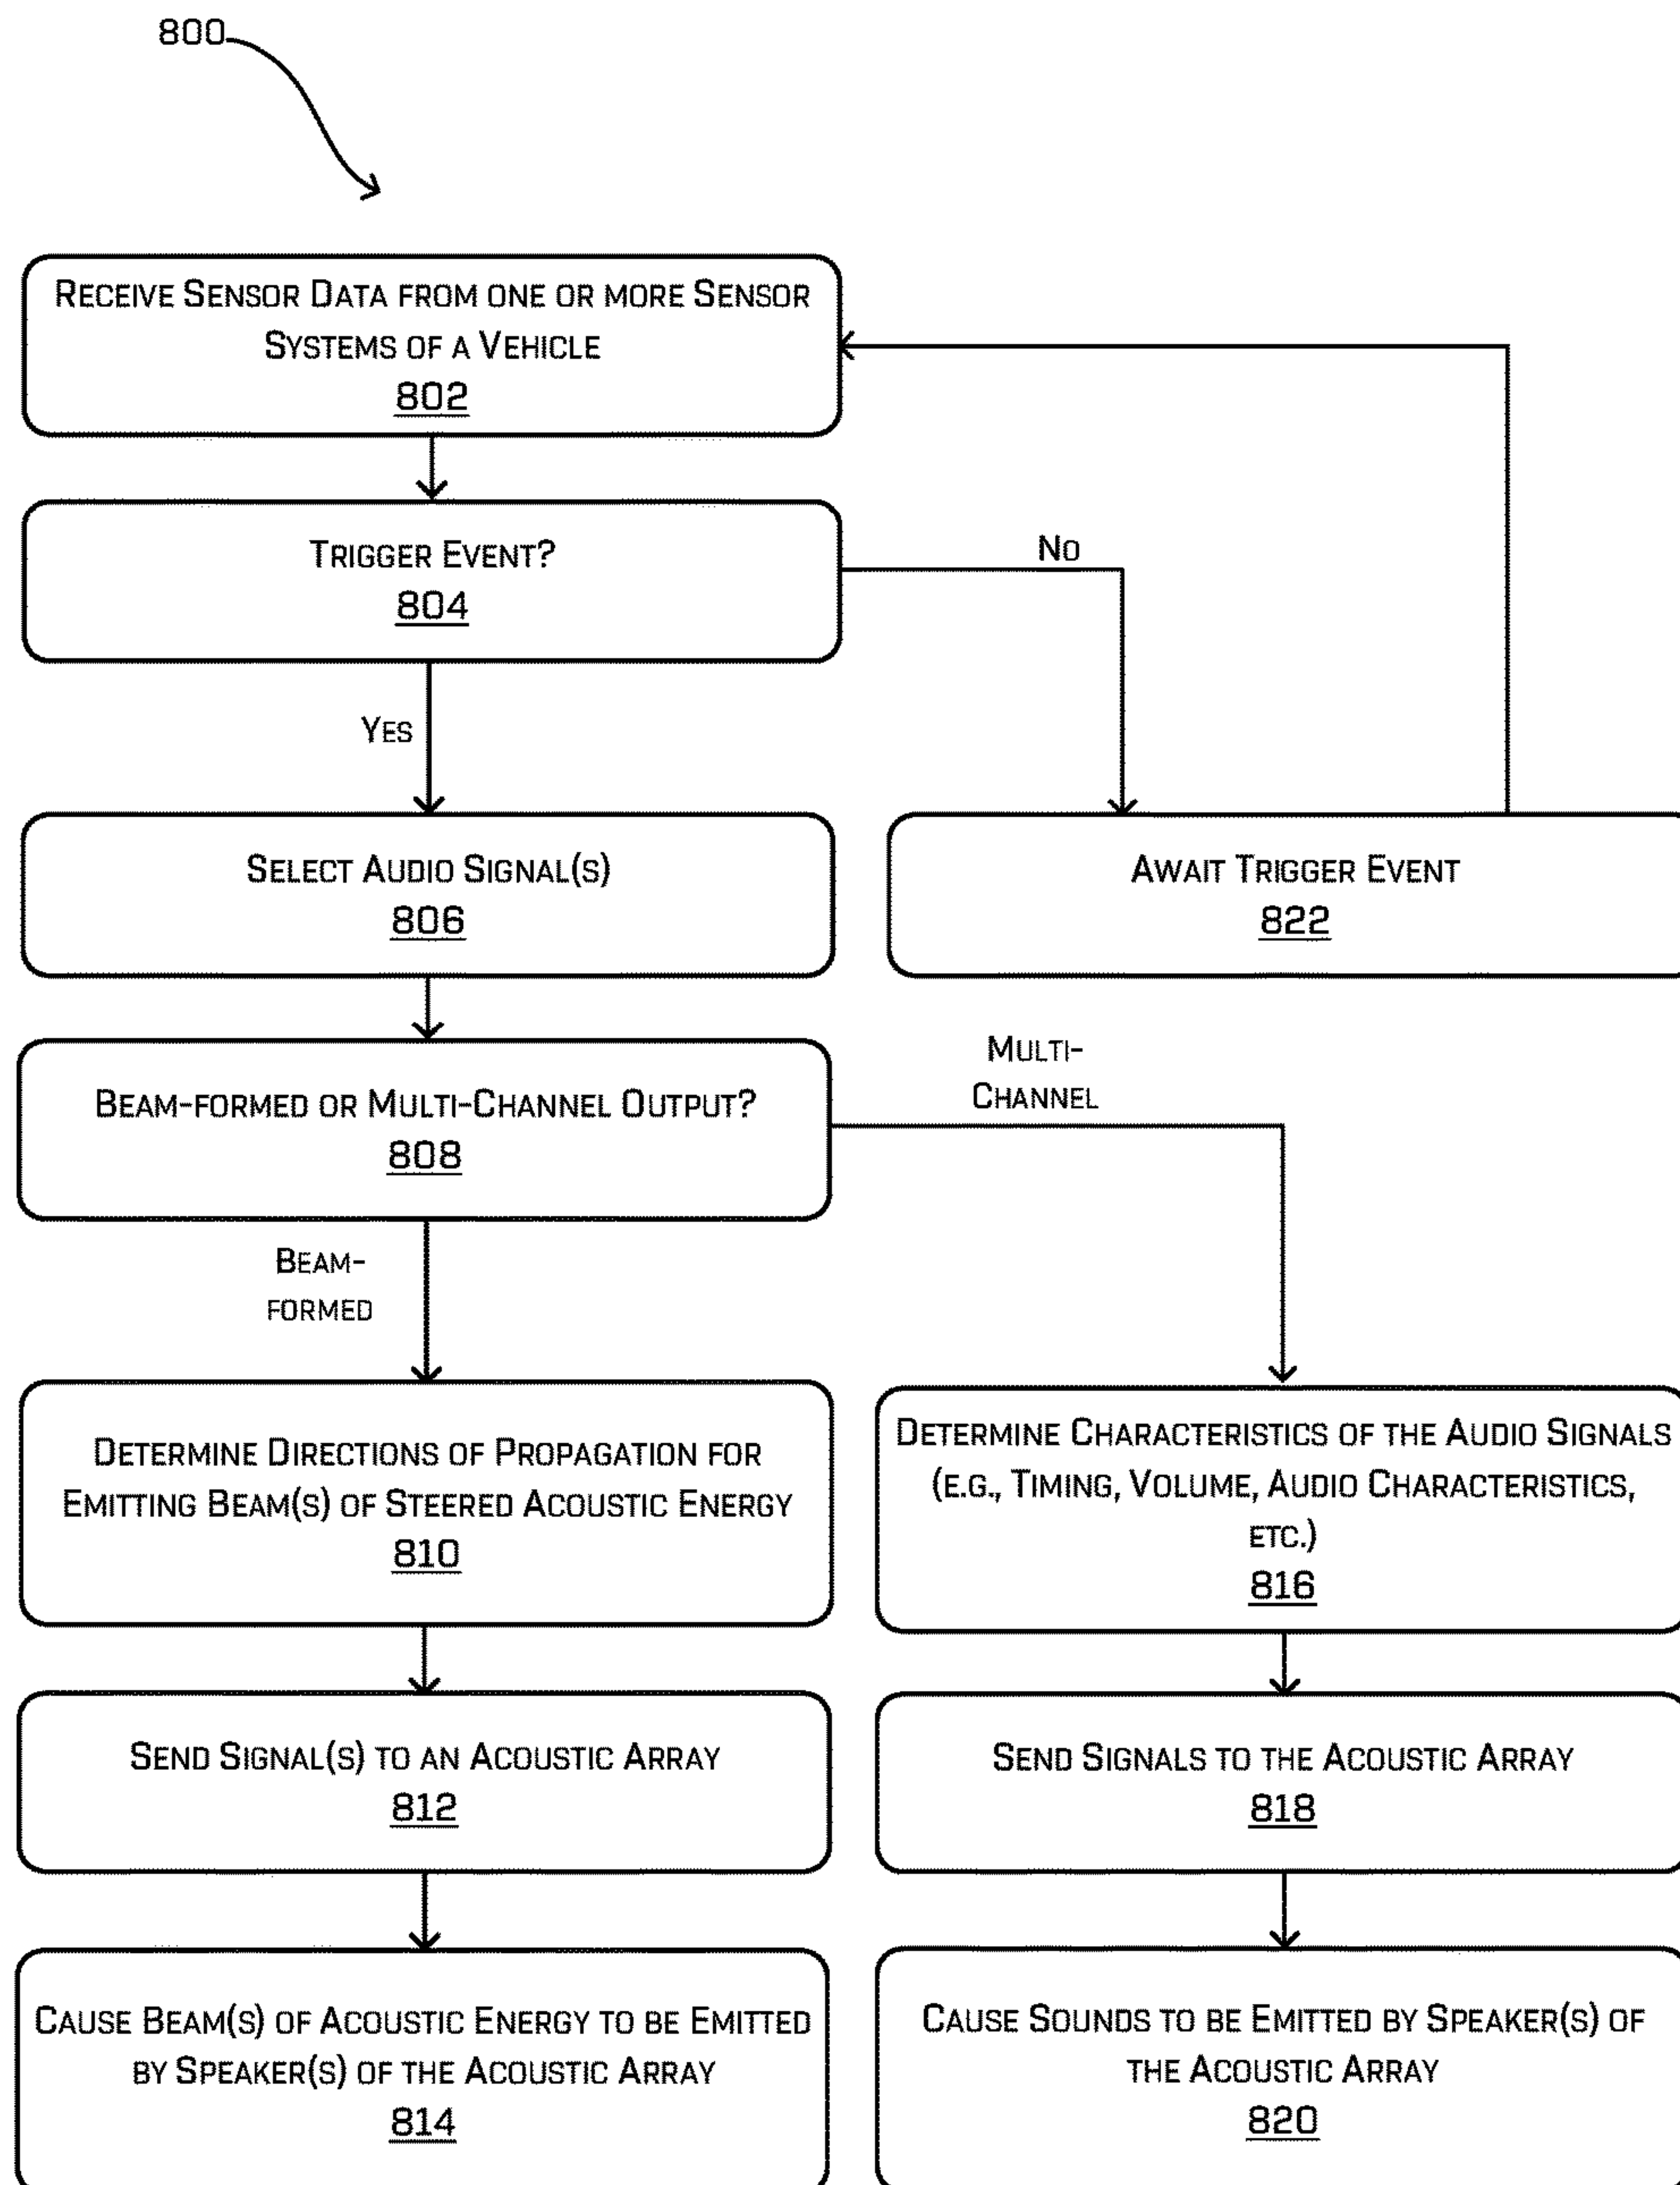 800
RECEIVE SENSOR DATA FROM ONE OR MORE SENSOR
SYSTEMS OF A VEHICLE
802
TRIGGER EVENT?
804
NO
YES
SELECT AUDIO SIGNAL(S)
806
AWAIT TRIGGER EVENT
822
BEAM-FORMED OR MULTI-CHANNEL OUTPUT?
808
MULTI-
CHANNEL
BEAM-
FORMED
DETERMINE DIRECTIONS OF PROPAGATION FOR
EMITTING BEAM(S) OF STEERED ACOUSTIC ENERGY
810
DETERMINE CHARACTERISTICS OF THE AUDIO SIGNALS
(E.G., TIMING, VOLUME, AUDIO CHARACTERISTICS,
ETC.)
816
SEND SIGNAL(S) TO AN ACOUSTIC ARRAY
812
SEND SIGNALS TO THE ACOUSTIC ARRAY
818
CAUSE BEAM(S) OF ACOUSTIC ENERGY TO BE EMITTED
BY SPEAKER(S) OF THE ACOUSTIC ARRAY
814
CAUSE SOUNDS TO BE EMITTED BY SPEAKER(S) OF
THE ACOUSTIC ARRAY
820